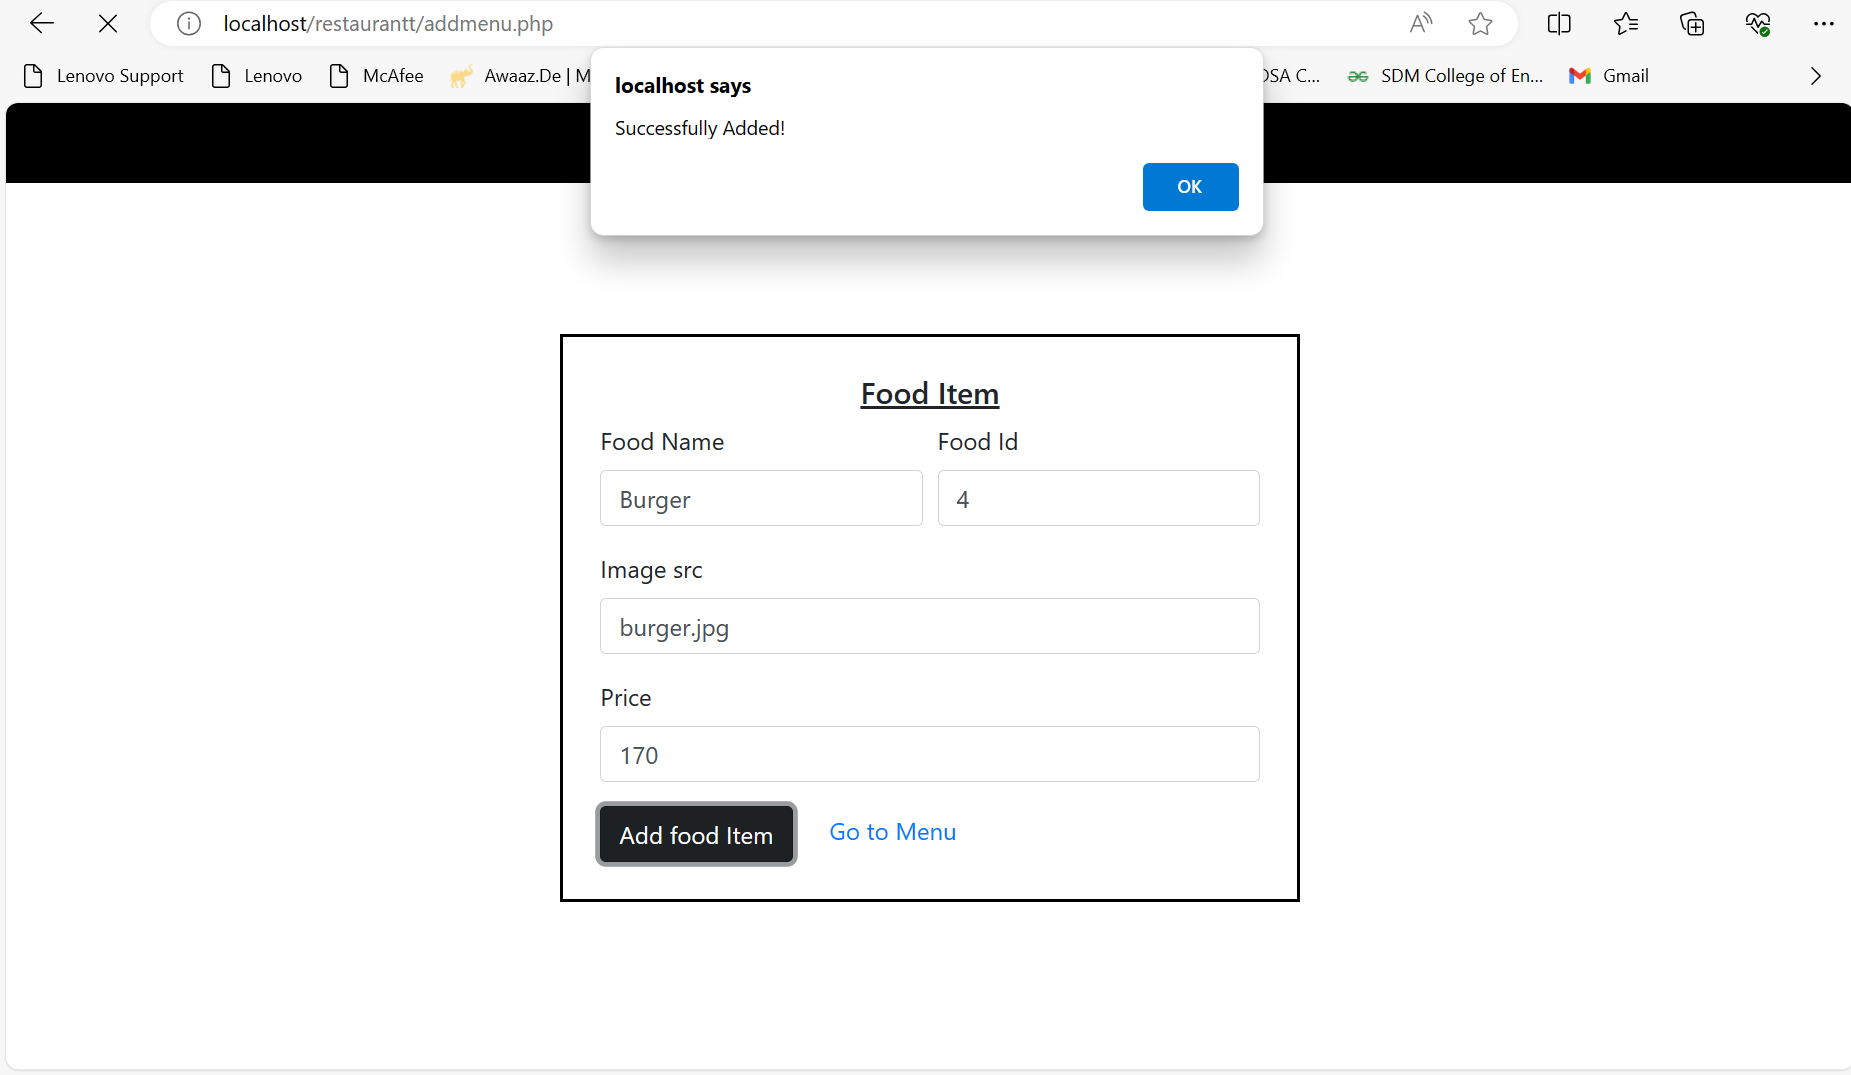 localhost/restaurantt/addmenu.php
Lenovo Support Lenovo McAfee Awaaz.De | M SDM College of En... Gmail
localhost says
Successfully Added!
OK
Food Item
Food Name Food Id
Burger 4
Image src
burger.jpg
Price
170
Add food Item Go to Menu